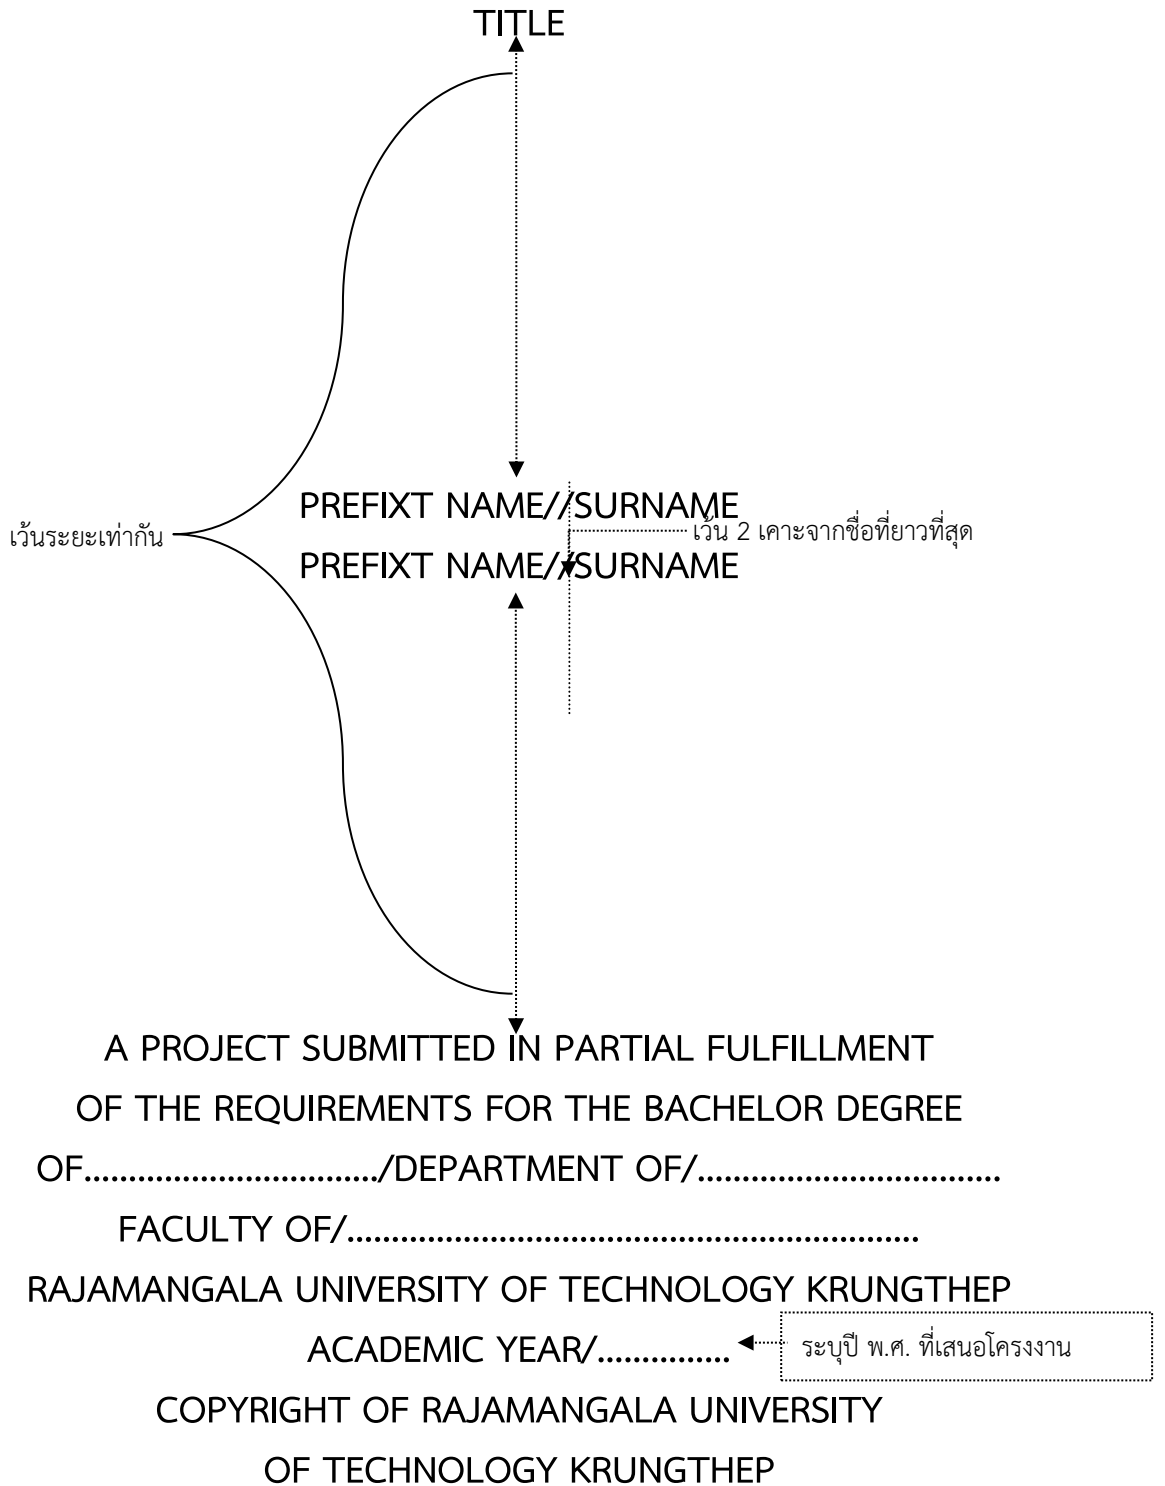 TITLE
PREFIXT NAME//SURNAME
เว้นระยะเท่ากัน
เว้น 2 เคาะจากชื่อที่ยาวที่สุด
PREFIXT NAME//SURNAME
A PROJECT SUBMITTED IN PARTIAL FULFILLMENT
OF THE REQUIREMENTS FOR THE BACHELOR DEGREE
OF................................./DEPARTMENT OF/..................................
FACULTY OF/................................................................
RAJAMANGALA UNIVERSITY OF TECHNOLOGY KRUNGTHEP
ACADEMIC YEAR/...............
ระบุปี พ.ศ. ที่เสนอโครงงาน
COPYRIGHT OF RAJAMANGALA UNIVERSITY
OF TECHNOLOGY KRUNGTHEP